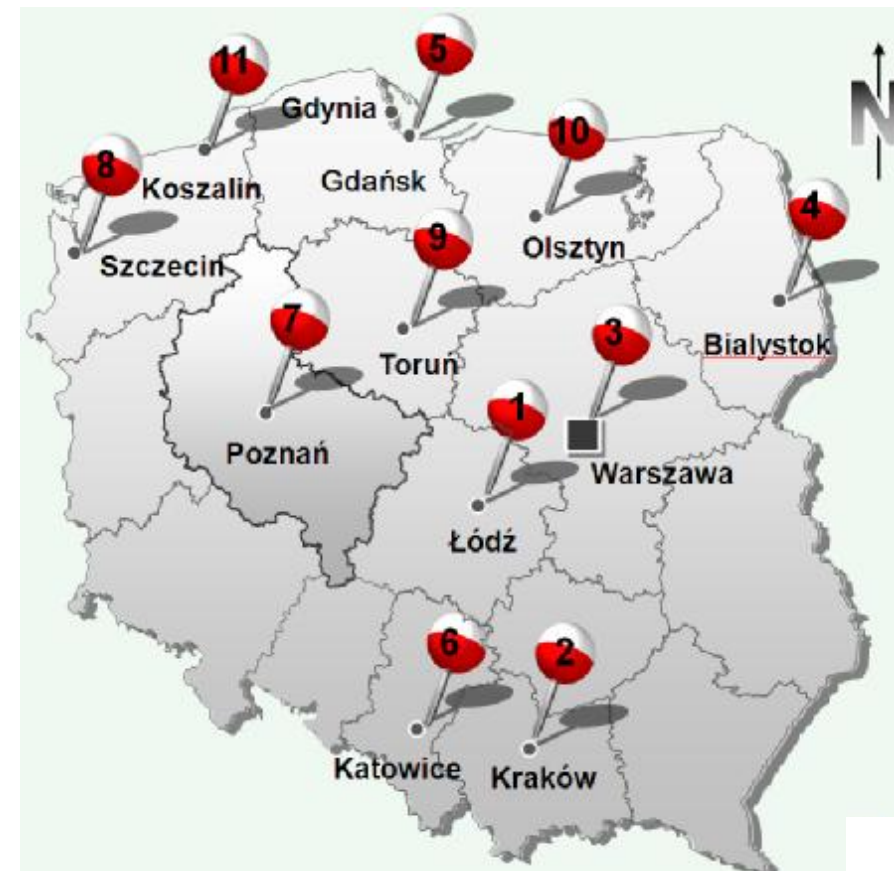 11
5
N
Gdynia
8
10
Koszalin
Gdańsk
4
9
Olsztyn
Szczecin
7
3
Toruń
Bialystok
1
Poznań
Warszawa
Łódź
6
2
Katowice
Kraków